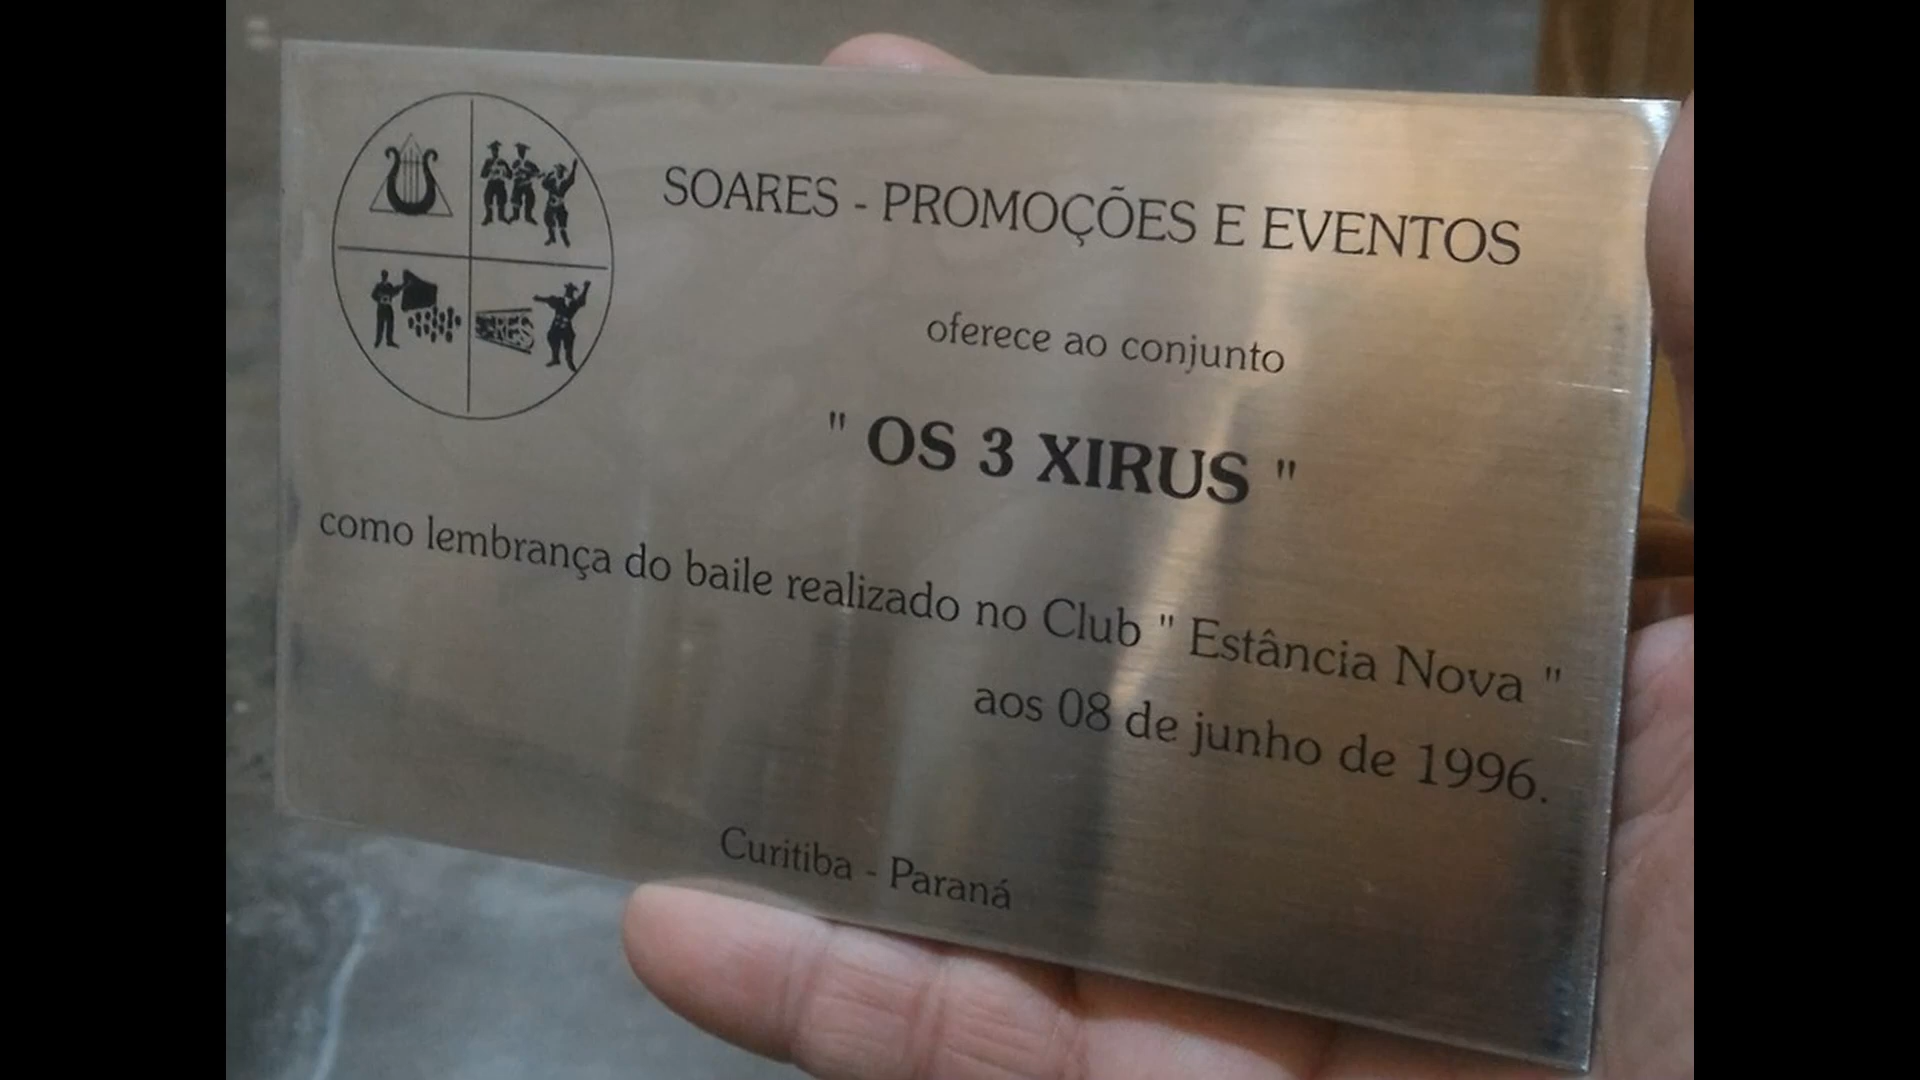 SOARES - PROMOÇÕES E EVENTOS
oferece ao conjunto
" OS 3 XIRUS "
como lembrança do baile realizado no Club " Estância Nova "
aos 08 de junho de 1996.
Curitiba - Paraná